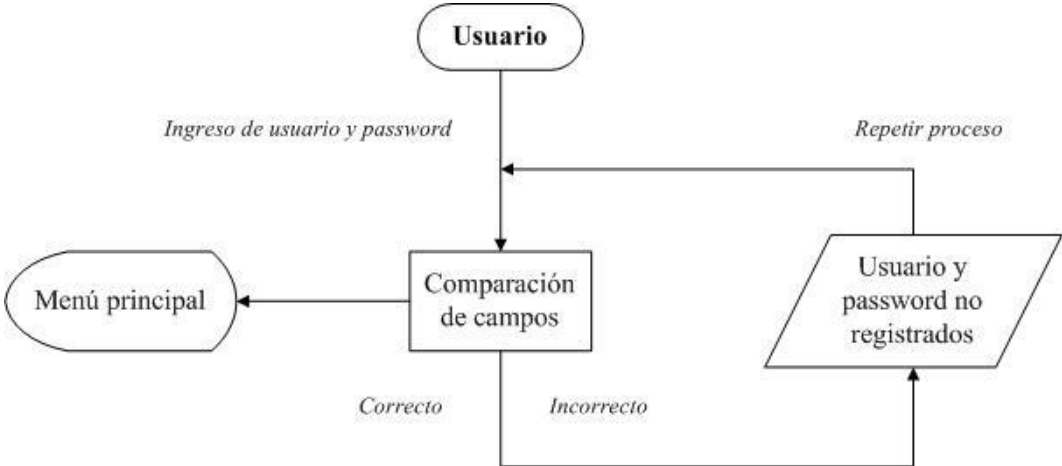 Usuario
Ingreso de usuario y password
Repetir proceso
Menú principal
Comparación
de campos
Usuario y
password no
registrados
Correcto
Incorrecto